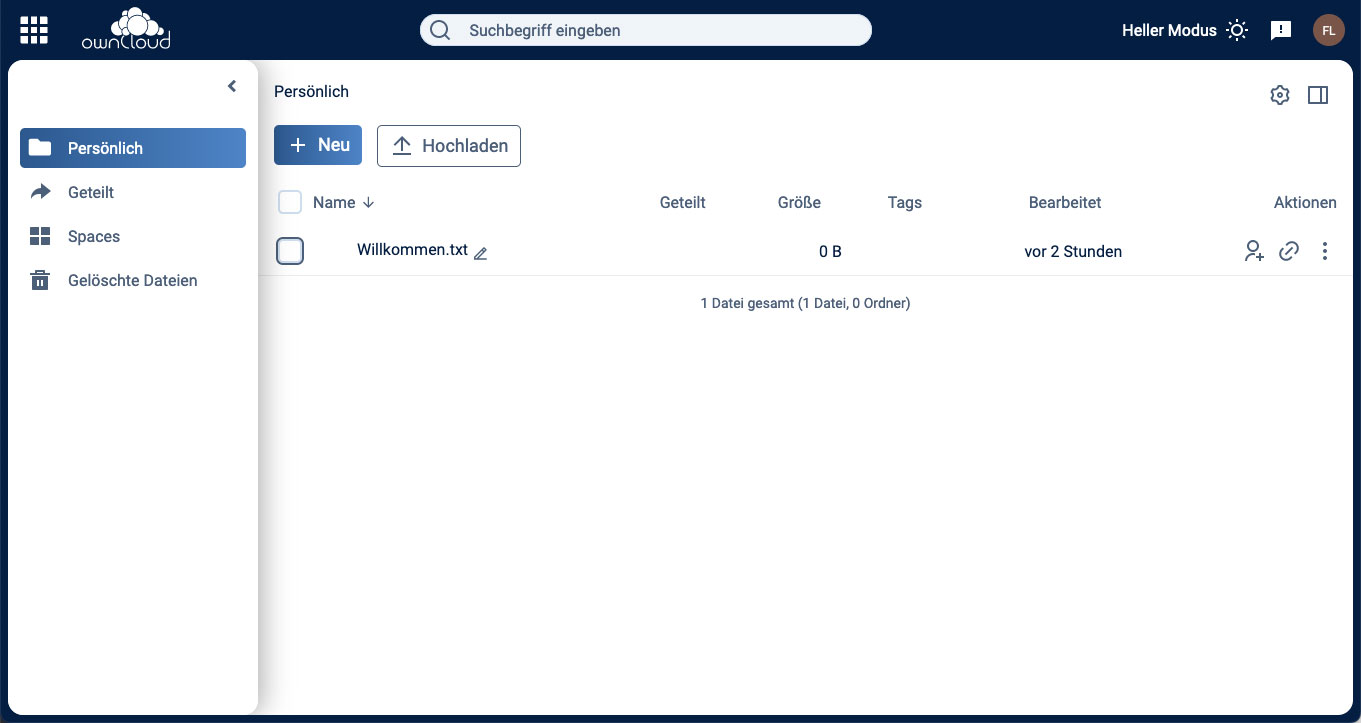 ownCloud
Suchbegriff eingeben
Heller Modus
FL
Persönlich
Geteilt
Spaces
Gelöschte Dateien
Persönlich
Neu
Hochladen
Name Geteilt Größe Tags Bearbeitet Aktionen
Willkommen.txt 0 B vor 2 Stunden
1 Datei gesamt (1 Datei, 0 Ordner)